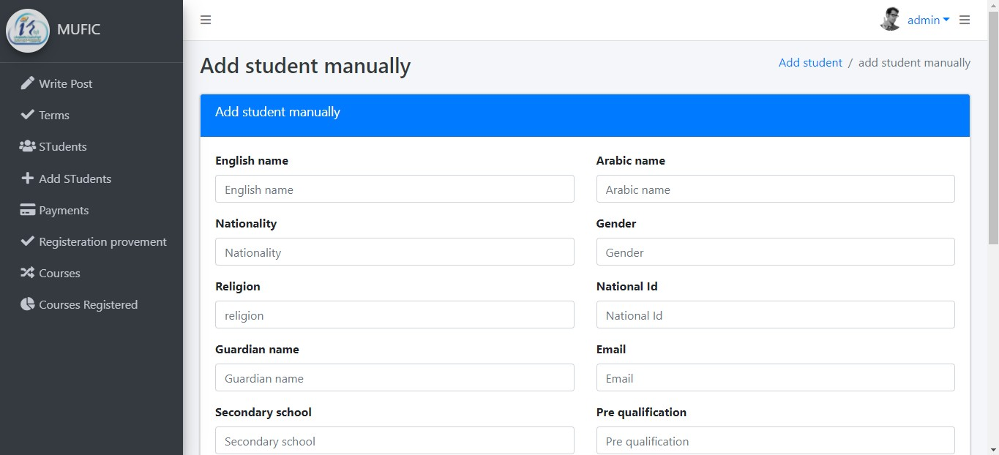 MUFIC
admin
Write Post
Terms
STudents
Add STudents
Payments
Registeration provement
Courses
Courses Registered
Add student manually
Add student / add student manually
Add student manually
English name
Arabic name
English name
Arabic name
Nationality
Gender
Nationality
Gender
Religion
National Id
religion
National Id
Guardian name
Email
Guardian name
Email
Secondary school
Pre qualification
Secondary school
Pre qualification